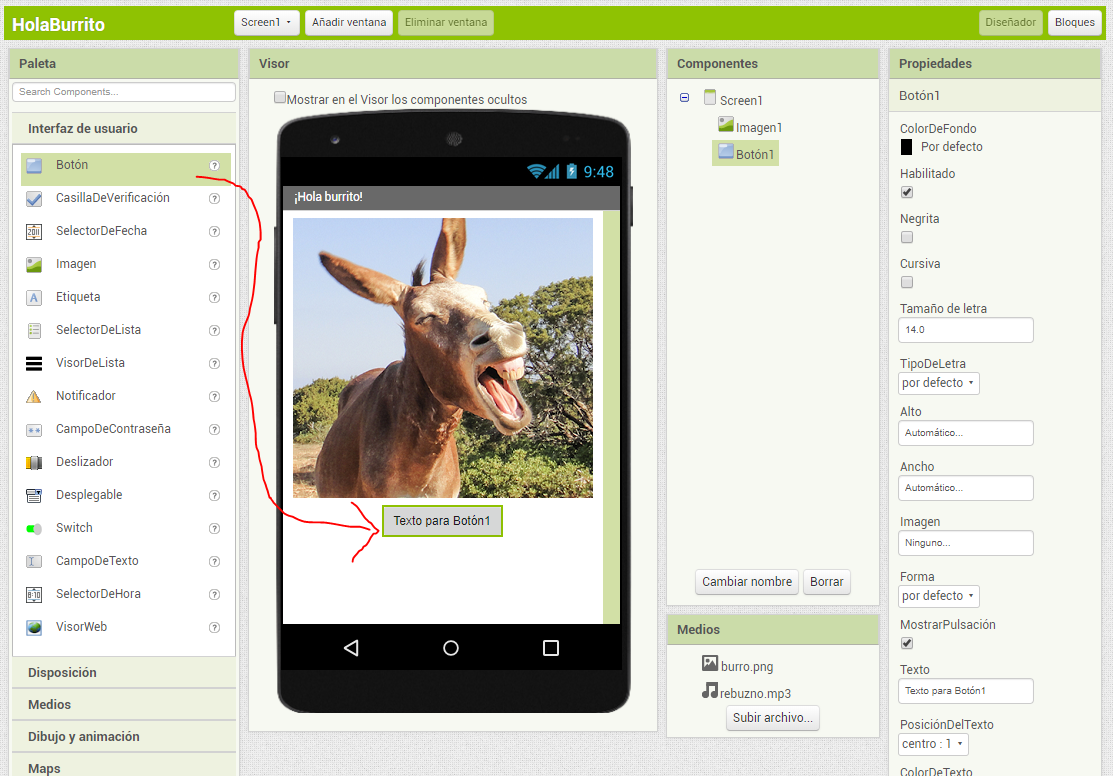 HolaBurrito
Screen1
Añadir ventana
Eliminar ventana
Diseñador
Bloques
Paleta
Search Components...
Interfaz de usuario
Botón
CasillaDeVerificación
SelectorDeFecha
Imagen
Etiqueta
SelectorDeLista
VisorDeLista
Notificador
CampoDeContraseña
Deslizador
Desplegable
Switch
CampoDeTexto
SelectorDeHora
VisorWeb
Disposición
Medios
Dibujo y animación
Maps
Visor
Mostrar en el Visor los componentes ocultos
9:48
¡Hola burrito!
Texto para Botón1
Componentes
Screen1
Imagen1
Botón1
Cambiar nombre
Borrar
Medios
burro.png
rebuzno.mp3
Subir archivo...
Propiedades
Botón1
ColorDeFondo
Por defecto
Habilitado
Negrita
Cursiva
Tamaño de letra
14.0
TipoDeLetra
por defecto
Alto
Automático...
Ancho
Automático...
Imagen
Ninguno...
Forma
por defecto
MostrarPulsación
Texto
Texto para Botón1
PosiciónDelTexto
centro : 1
ColorDeTexto